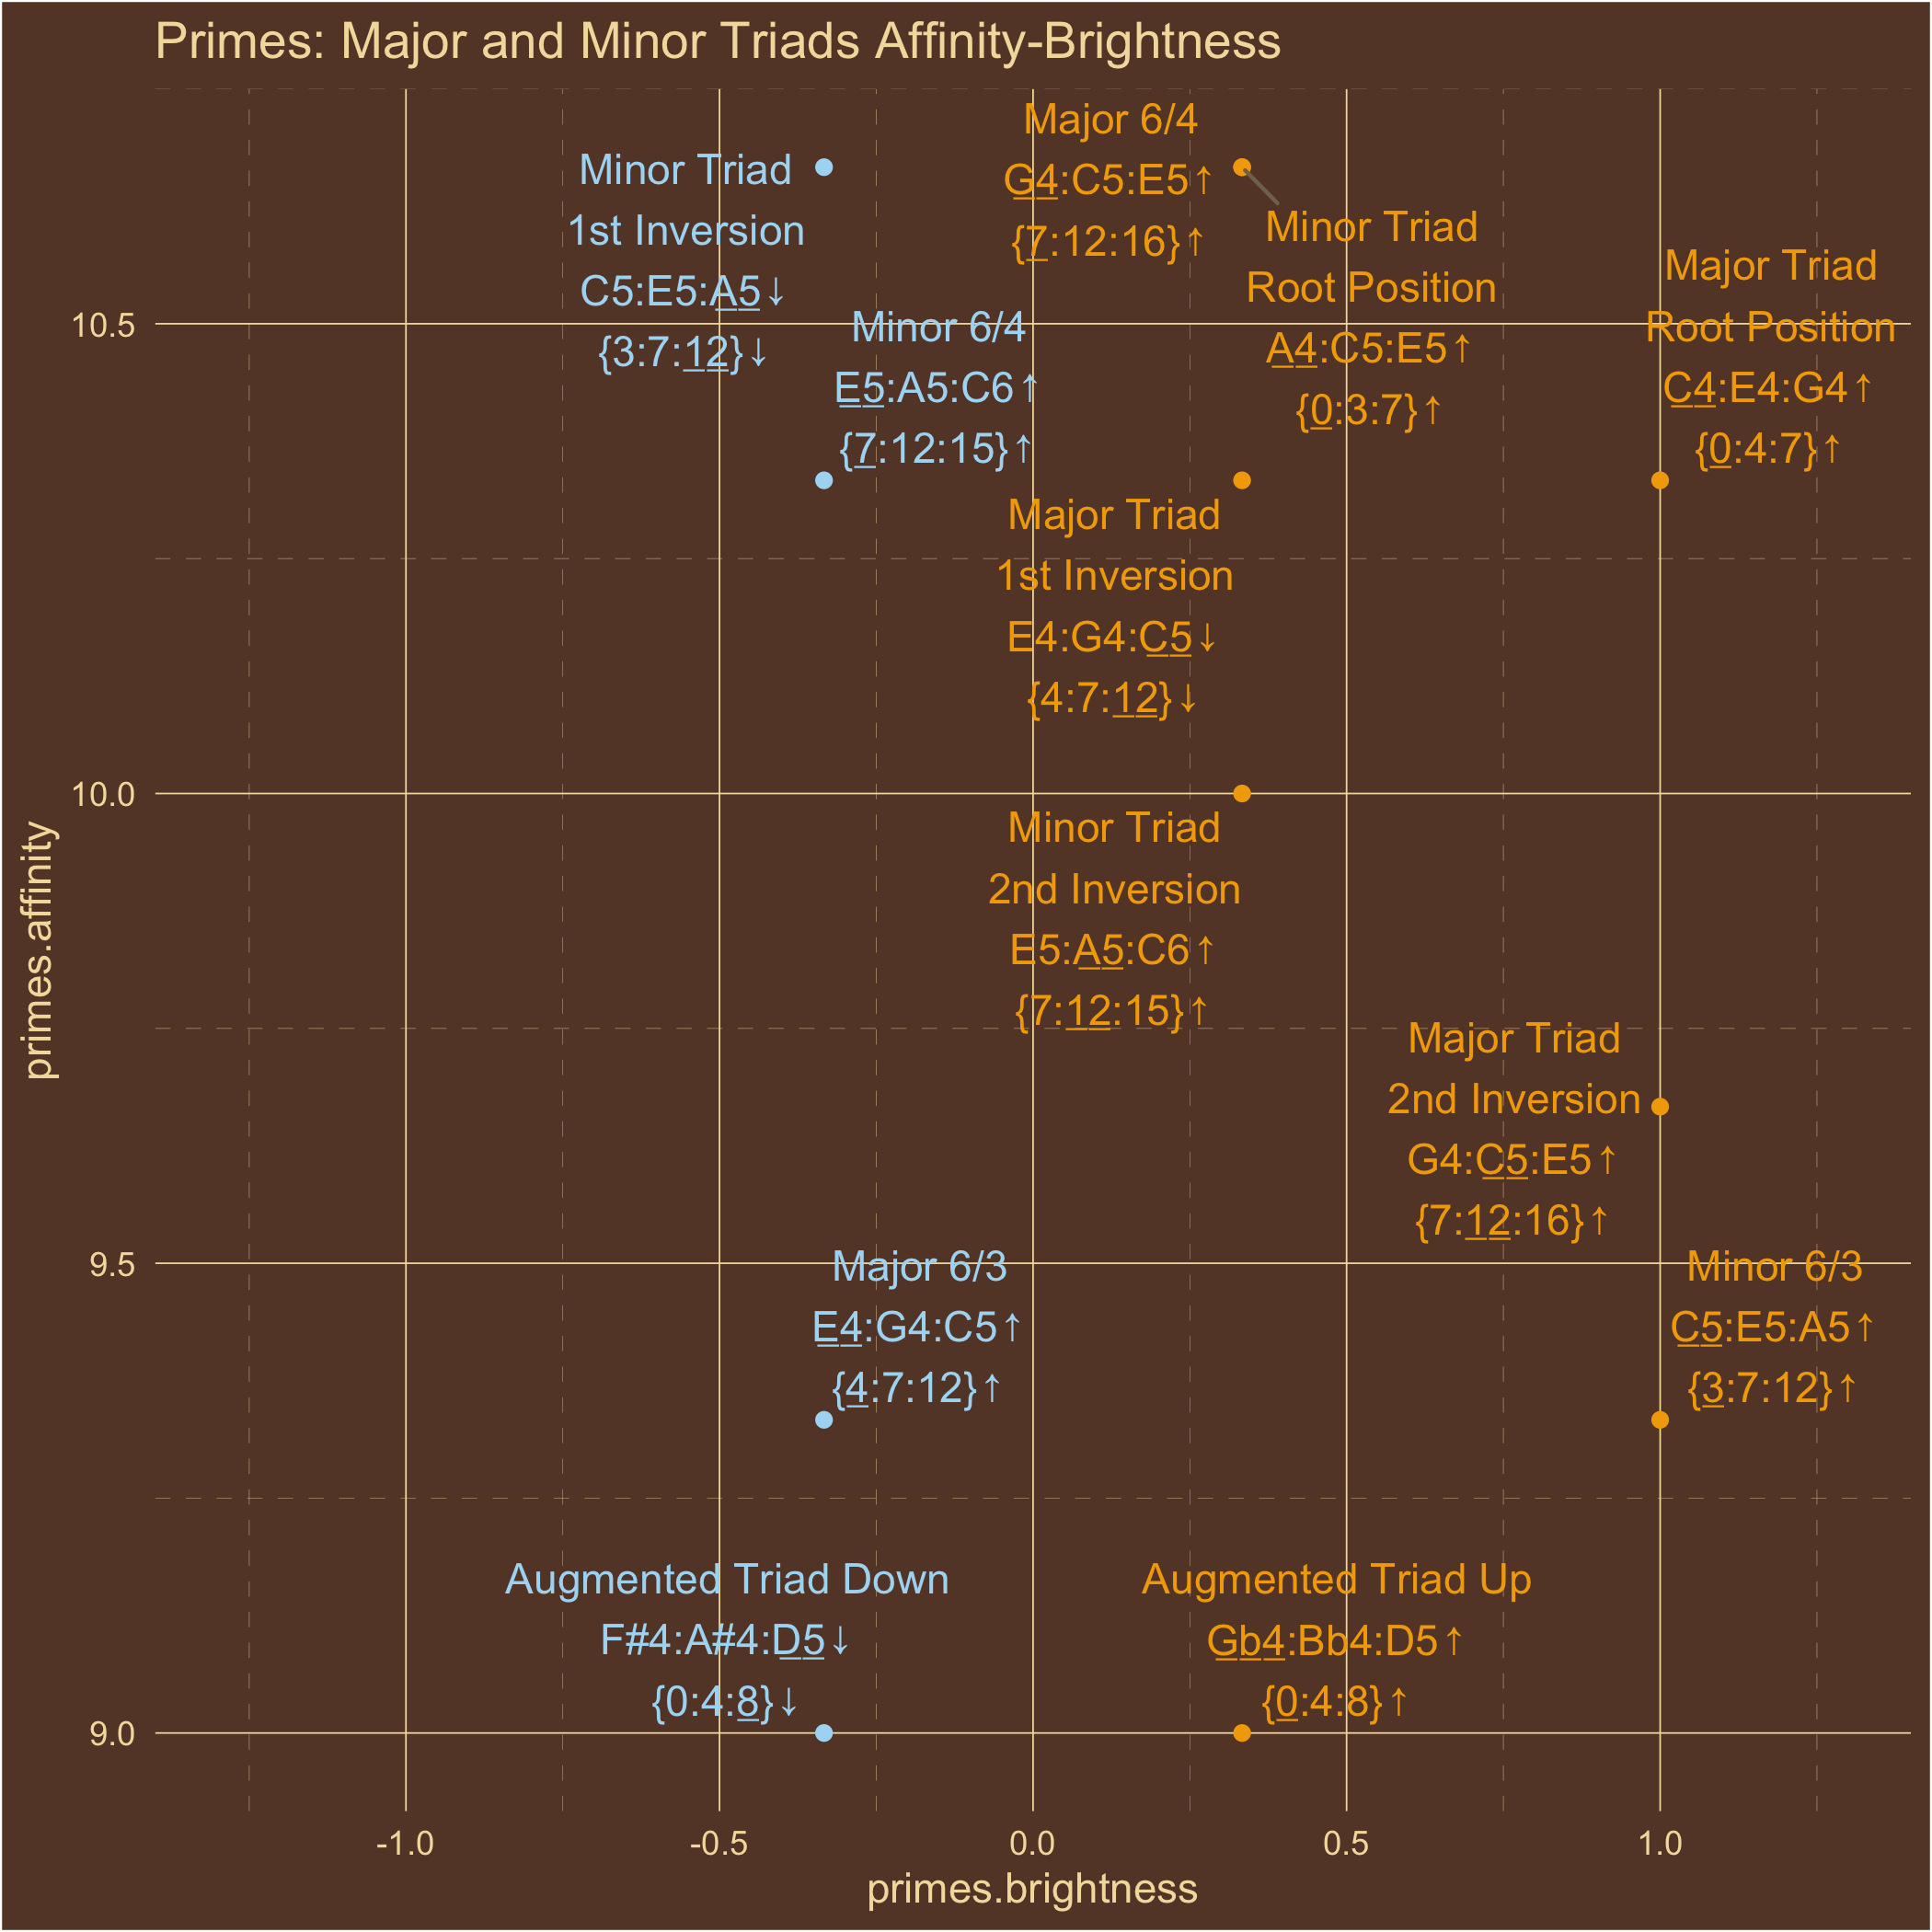 Primes: Major and Minor Triads Affinity-Brightness
Major 6/4
G4:C5:E5↑
{7:12:16}↑
Minor Triad
1st Inversion
C5:E5:A5↓
{3:7:12}↓
Minor Triad
Root Position
A4:C5:E5↑
{0:3:7}↑
Major Triad
Root Position
C4:E4:G4↑
{0:4:7}↑
Minor 6/4
E5:A5:C6↑
{7:12:15}↑
Major Triad
1st Inversion
E4:G4:C5↓
{4:7:12}↓
Minor Triad
2nd Inversion
E5:A5:C6↑
{7:12:15}↑
Major Triad
2nd Inversion
G4:C5:E5↑
{7:12:16}↑
Major 6/3
E4:G4:C5↑
{4:7:12}↑
Minor 6/3
C5:E5:A5↑
{3:7:12}↑
Augmented Triad Down
F#4:A#4:D5↓
{0:4:8}↓
Augmented Triad Up
Gb4:Bb4:D5↑
{0:4:8}↑
10.5
10.0
9.5
9.0
primes.affinity
-1.0
-0.5
0.0
0.5
1.0
primes.brightness